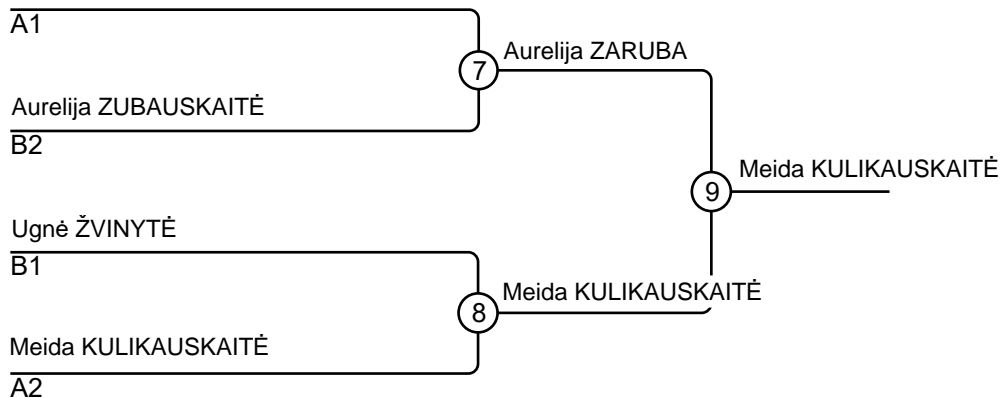 A1
Aurelija ZARUBA
7
Aurelija ZUBAUSKAITĖ
B2
Meida KULIKAUSKAITĖ
9
Ugnė ŽVINYTĖ
B1
Meida KULIKAUSKAITĖ
8
Meida KULIKAUSKAITĖ
A2